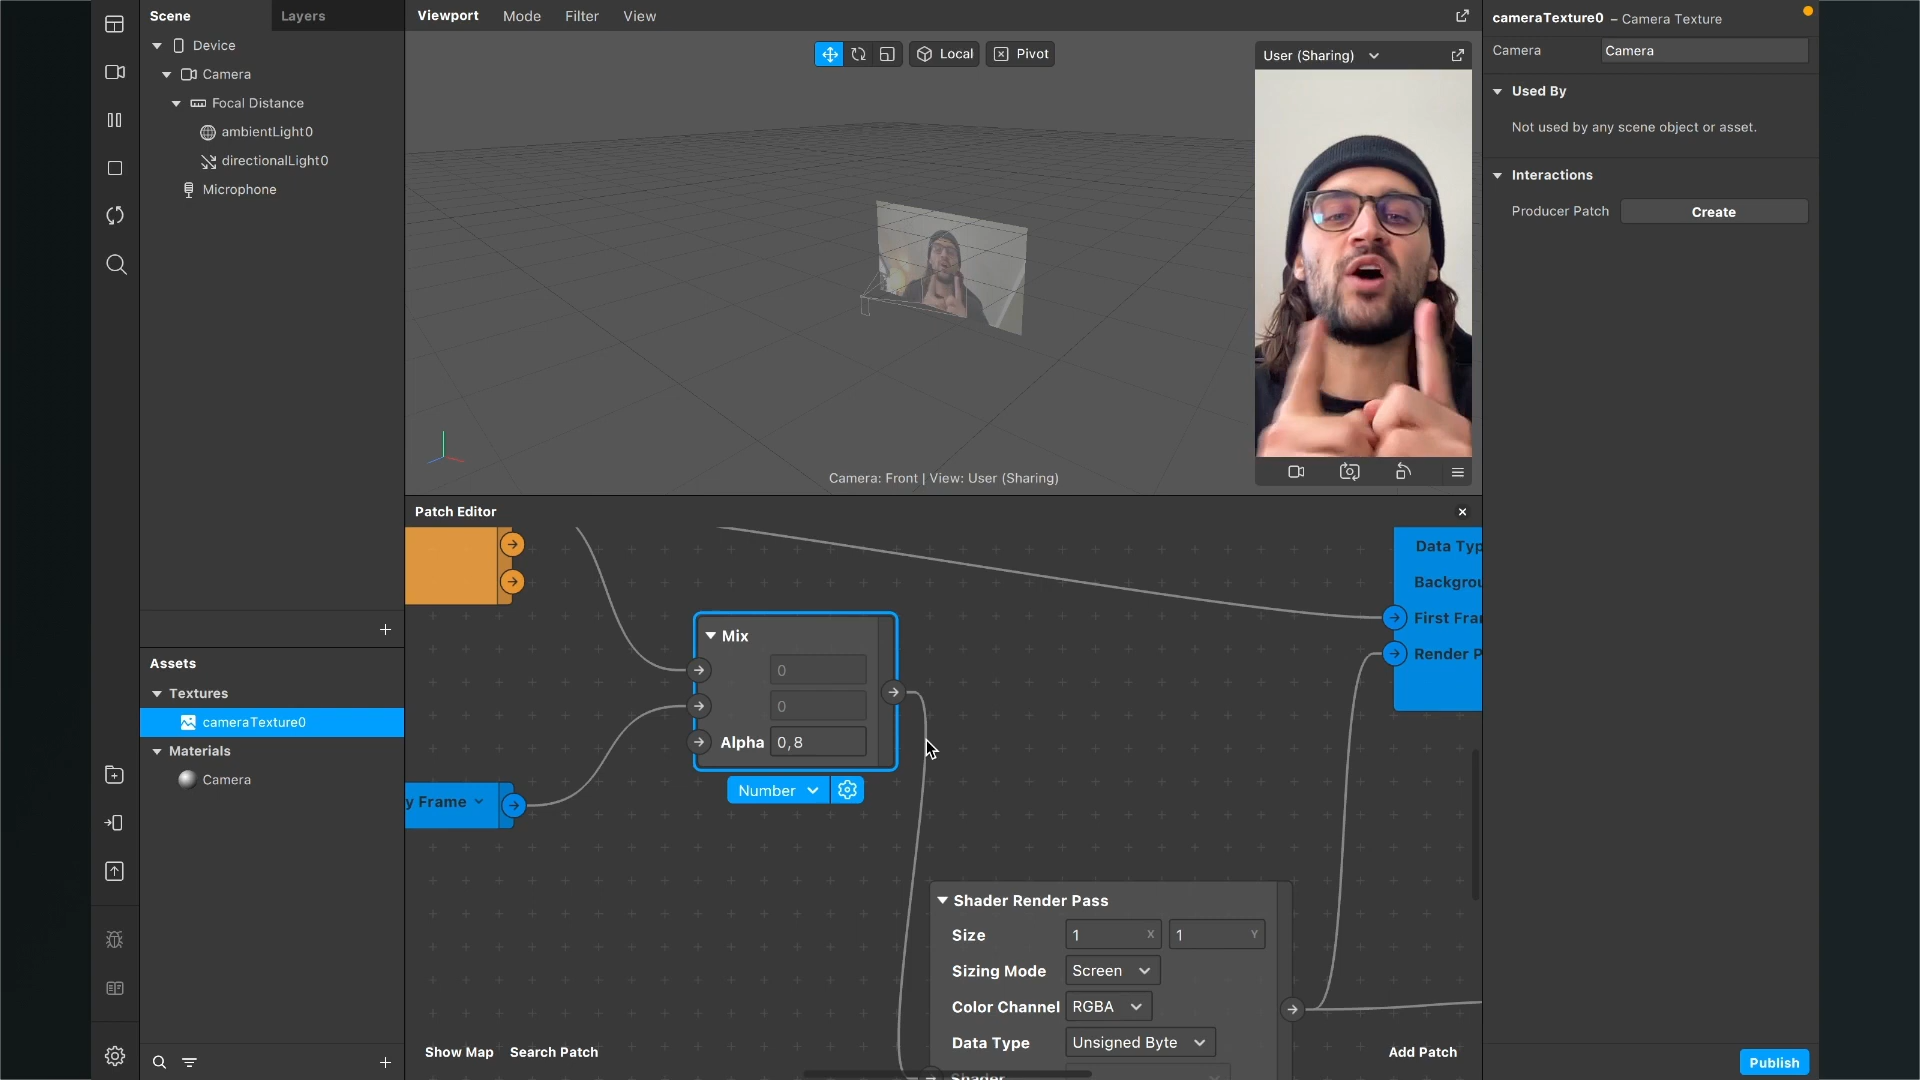 Scene
Layers
Device
Camera
Focal Distance
ambientLight0
directionalLight0
Microphone
Assets
Textures
cameraTexture0
Materials
Camera
Viewport Mode Filter View
Local
Pivot
User (Sharing)
Camera: Front | View: User (Sharing)
Patch Editor
Data Typ
Backgrou
First Fra
Render P
Mix
0
0
Alpha 0,8
Number
y Frame
Shader Render Pass
Size 1 X 1 Y
Sizing Mode Screen
Color Channel RGBA
Data Type Unsigned Byte
Shader
Show Map Search Patch
Add Patch
cameraTexture0 – Camera Texture
Camera Camera
Used By
Not used by any scene object or asset.
Interactions
Producer Patch Create
Publish